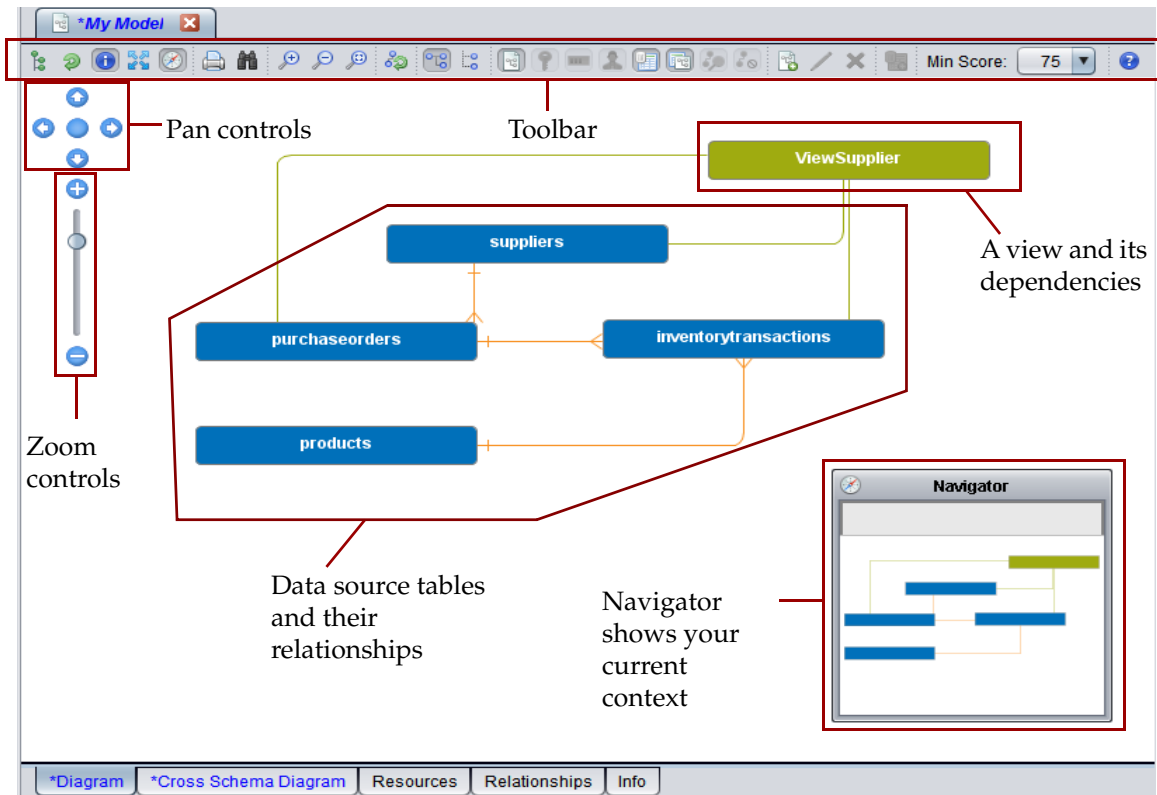 *My Model
Min Score: 75
Pan controls
Toolbar
ViewSupplier
suppliers
A view and its
dependencies
purchaseorders
inventorytransactions
products
Zoom
controls
Navigator
Data source tables
and their
relationships
Navigator
shows your
current
context
*Diagram *Cross Schema Diagram Resources Relationships Info